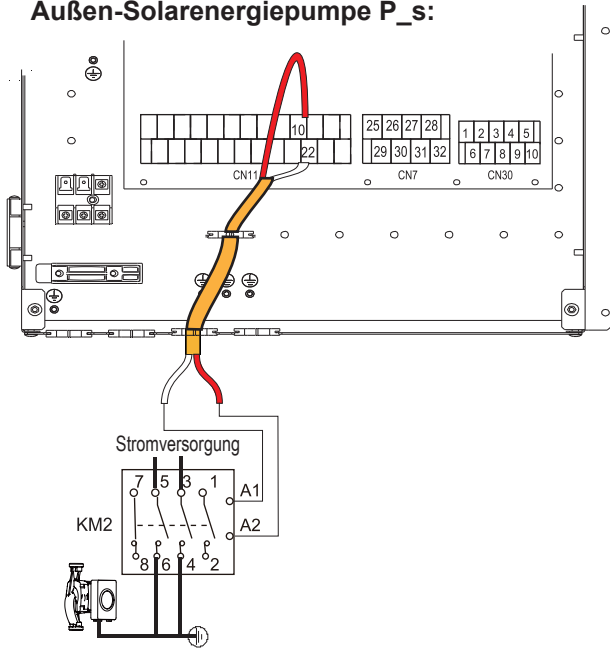 Außen-Solarenergiepumpe P_s:
10
25 26 27 28
1 2 3 4 5
22
29 30 31 32
6 7 8 9 10
CN11
CN7
CN30
Stromversorgung
7 5 3 1
A1
KM2
A2
8 6 4 2